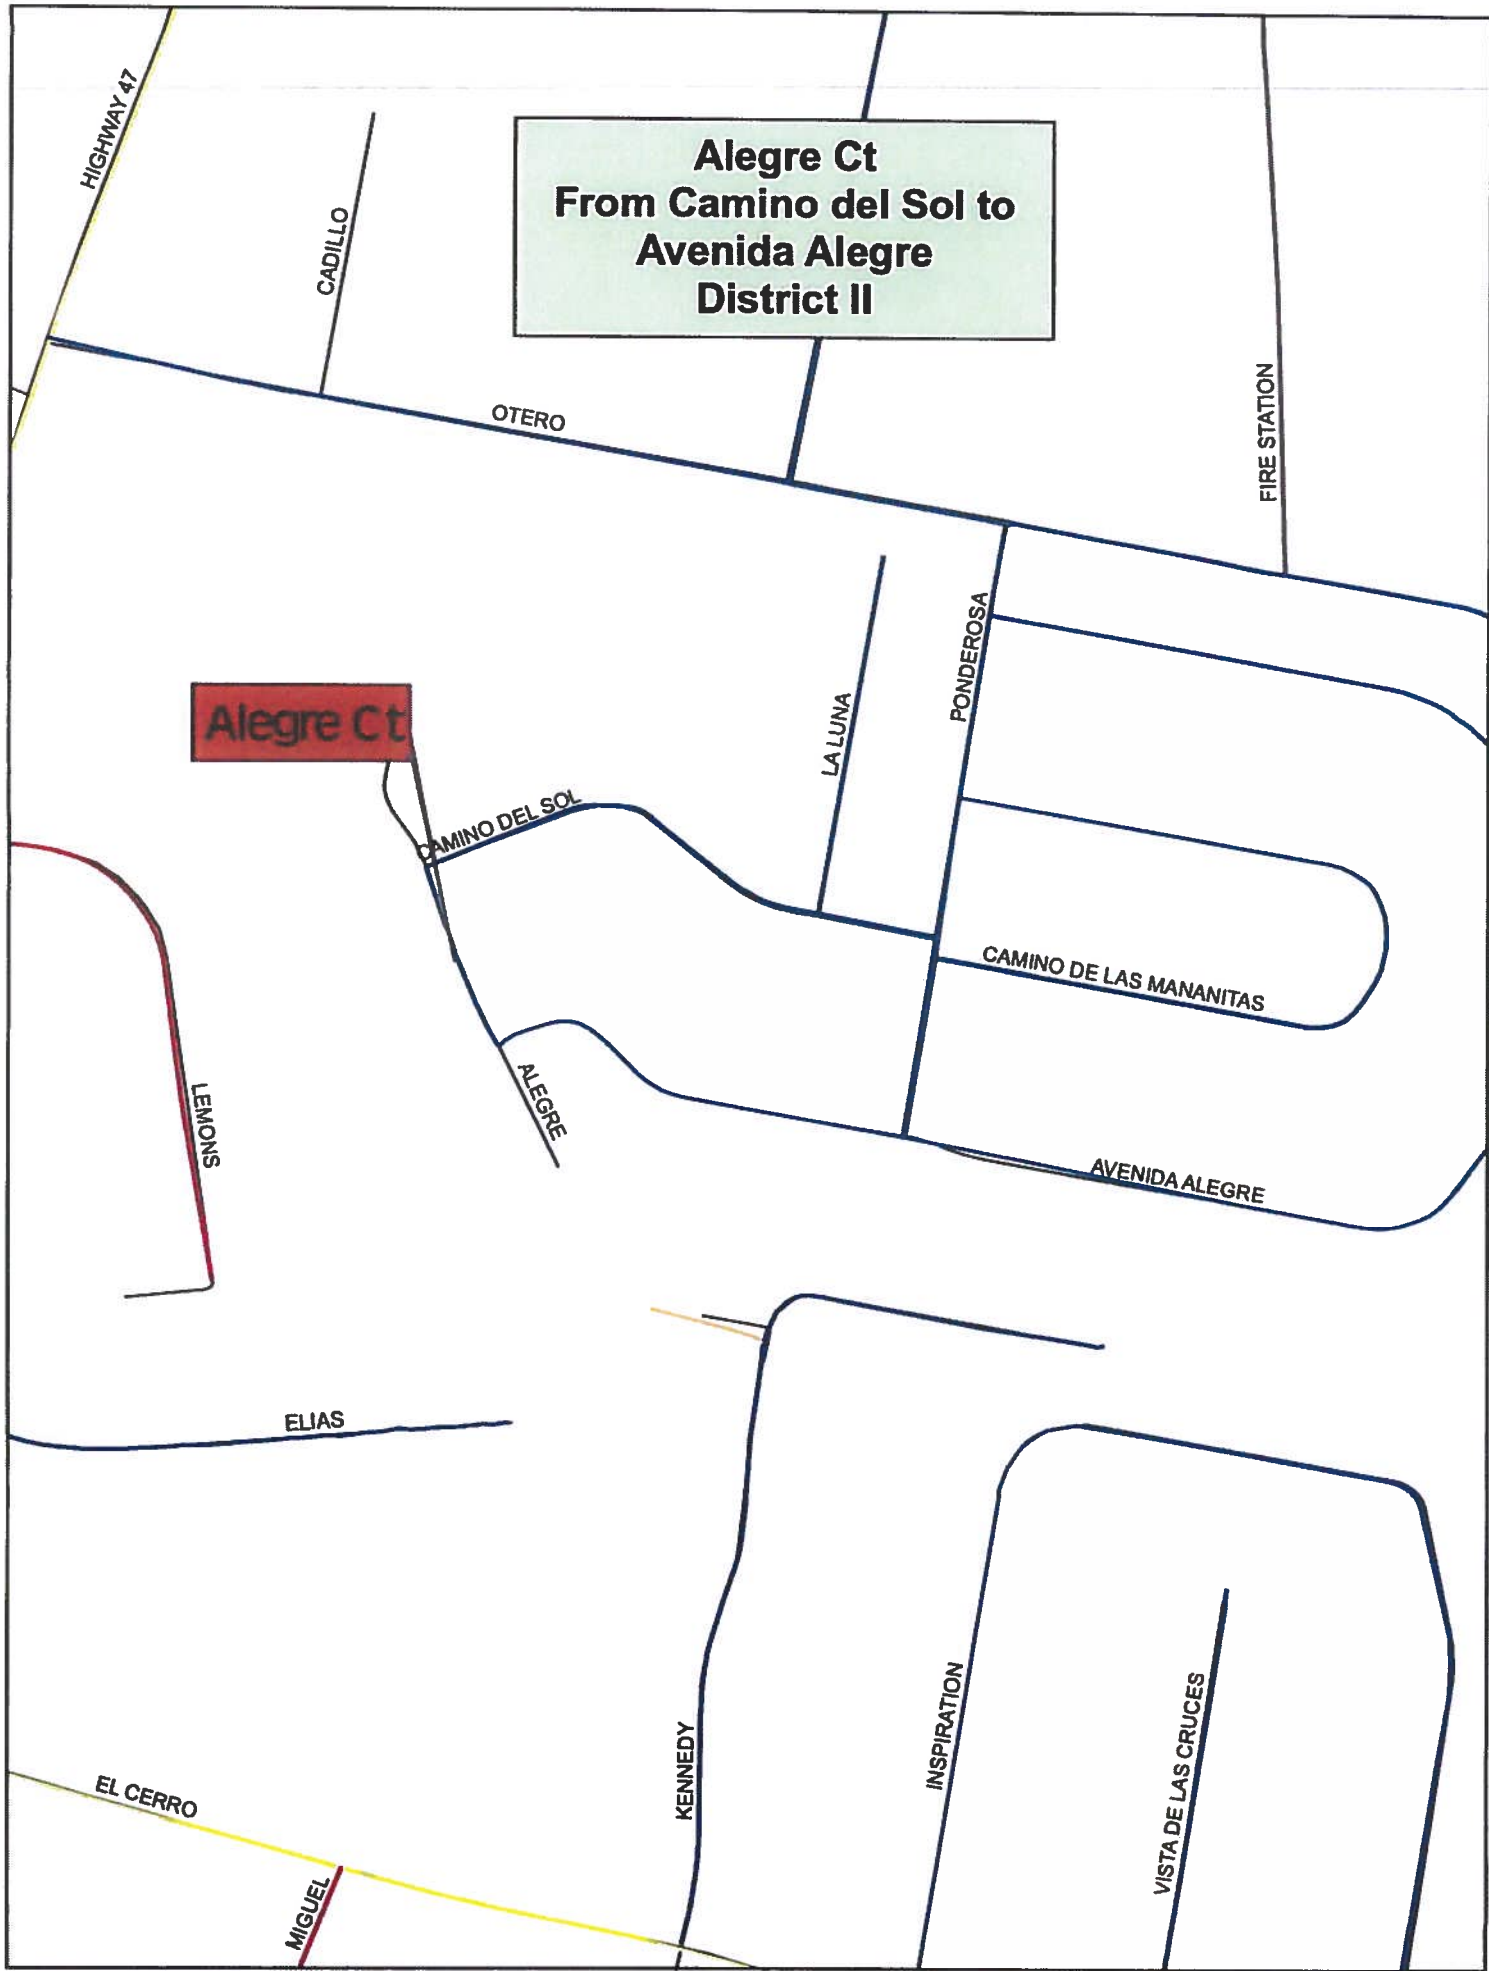 HIGHWAY 47
CADILLO
Alegre Ct
From Camino del Sol to
Avenida Alegre
District II
OTERO
FIRE STATION
PONDEROSA
LA LUNA
Alegre Ct
CAMINO DEL SOL
CAMINO DE LAS MANANITAS
LEMONS
ALEGRE
AVENIDA ALEGRE
ELIAS
KENNEDY
INSPIRATION
VISTA DE LAS CRUCES
EL CERRO
MIGUEL